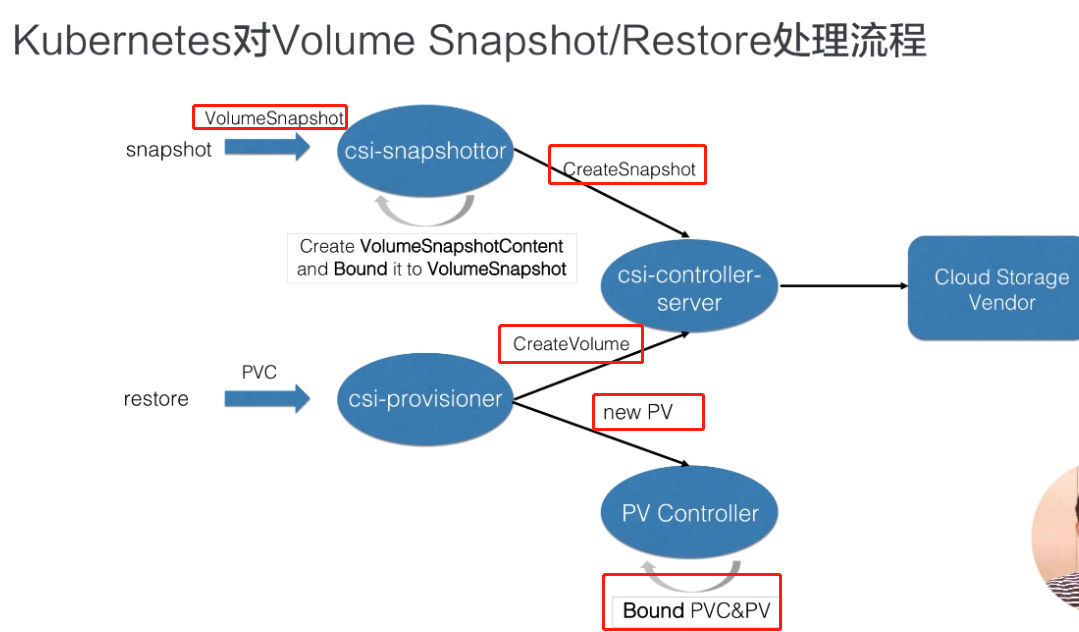 Kubernetes对Volume Snapshot/Restore处理流程
VolumeSnapshot
snapshot
csi-snapshottor
CreateSnapshot
Create VolumeSnapshotContent
and Bound it to VolumeSnapshot
csi-controller-
server
Cloud Storage
Vendor
CreateVolume
PVC
restore
csi-provisioner
new PV
PV Controller
Bound PVC&PV